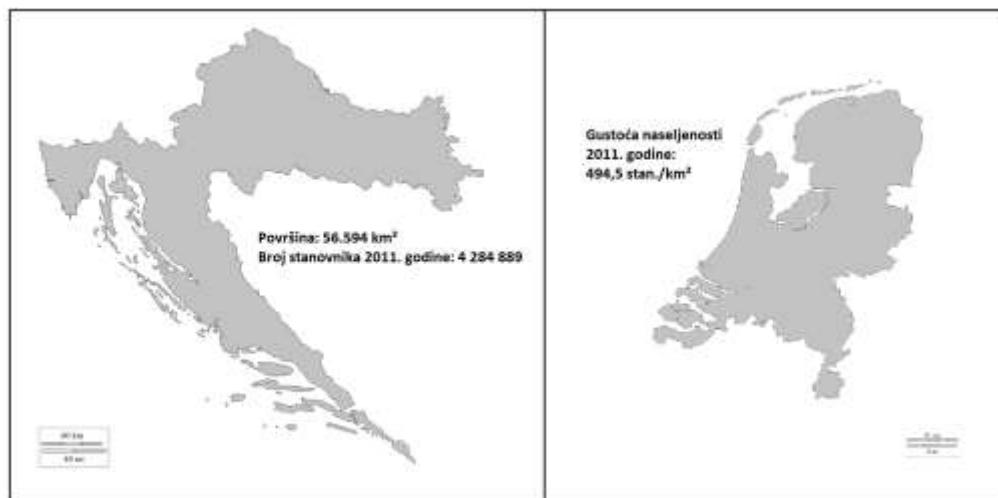 Površina: 56.594 km²
Broj stanovnika 2011. godine: 4 284 889
Gustoća naseljenosti
2011. godine:
494,5 stan./km²